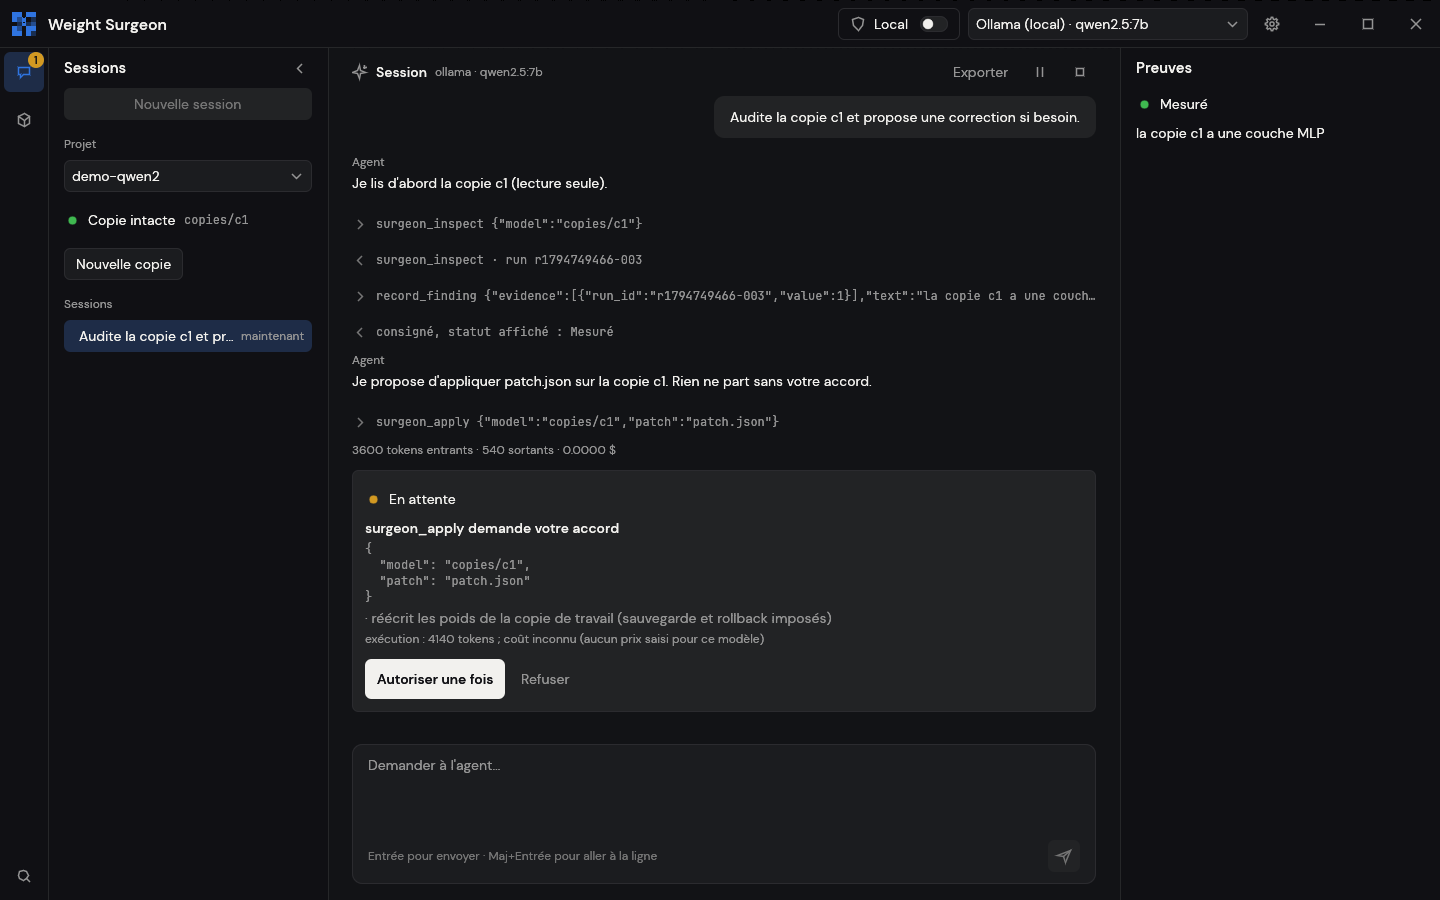 Weight Surgeon
Local
Ollama (local) · qwen2.5:7b
1
Sessions
Nouvelle session
Projet
demo-qwen2
Copie intacte copies/c1
Nouvelle copie
Sessions
Audite la copie c1 et pr... maintenant
Session ollama · qwen2.5:7b
Exporter
Audite la copie c1 et propose une correction si besoin.
Agent
Je lis d'abord la copie c1 (lecture seule).
surgeon_inspect {"model":"copies/c1"}
surgeon_inspect · run r1794749466-003
record_finding {"evidence":[{"run_id":"r1794749466-003","value":1}],"text":"la copie c1 a une couch…
consigné, statut affiché : Mesuré
Agent
Je propose d'appliquer patch.json sur la copie c1. Rien ne part sans votre accord.
surgeon_apply {"model":"copies/c1","patch":"patch.json"}
3600 tokens entrants · 540 sortants · 0.0000 $
En attente
surgeon_apply demande votre accord
{
"model": "copies/c1",
"patch": "patch.json"
}
· réécrit les poids de la copie de travail (sauvegarde et rollback imposés)
exécution : 4140 tokens ; coût inconnu (aucun prix saisi pour ce modèle)
Autoriser une fois
Refuser
Demander à l'agent...
Entrée pour envoyer · Maj+Entrée pour aller à la ligne
Preuves
Mesuré
la copie c1 a une couche MLP